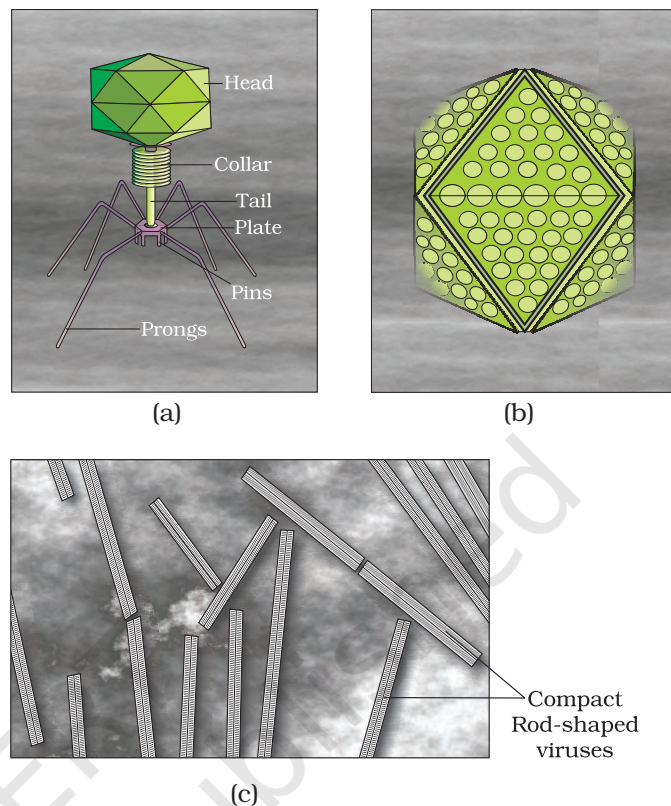 Head
Collar
Tail
Plate
Pins
Prongs
(a)
(b)
Compact
Rod-shaped
viruses
(c)